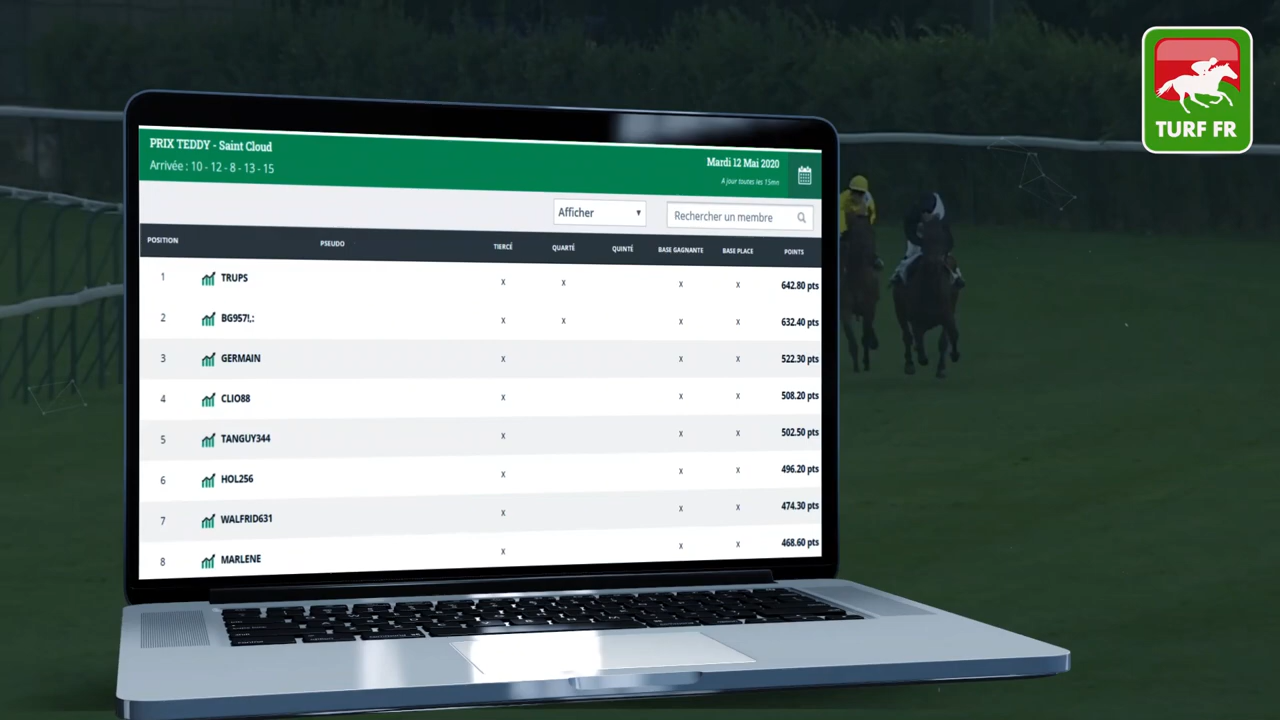 TURF FR
PRIX TEDDY - Saint Cloud
Arrivée : 10 - 12 - 8 - 13 - 15
Mardi 12 Mai 2020
A jour toutes les 15mn
Afficher
Rechercher un membre
POSITION PSEUDO TIERCÉ QUARTÉ QUINTÉ BASE GAGNANTE BASE PLACE POINTS
1 TRUPS x x x x 642.80 pts
2 BG957!,: x x x x 632.40 pts
3 GERMAIN x x x 522.30 pts
4 CLIO88 x x x 508.20 pts
5 TANGUY344 x x x 502.50 pts
6 HOL256 x x x 496.20 pts
7 WALFRID631 x x x 474.30 pts
8 MARLENE x x x 468.60 pts